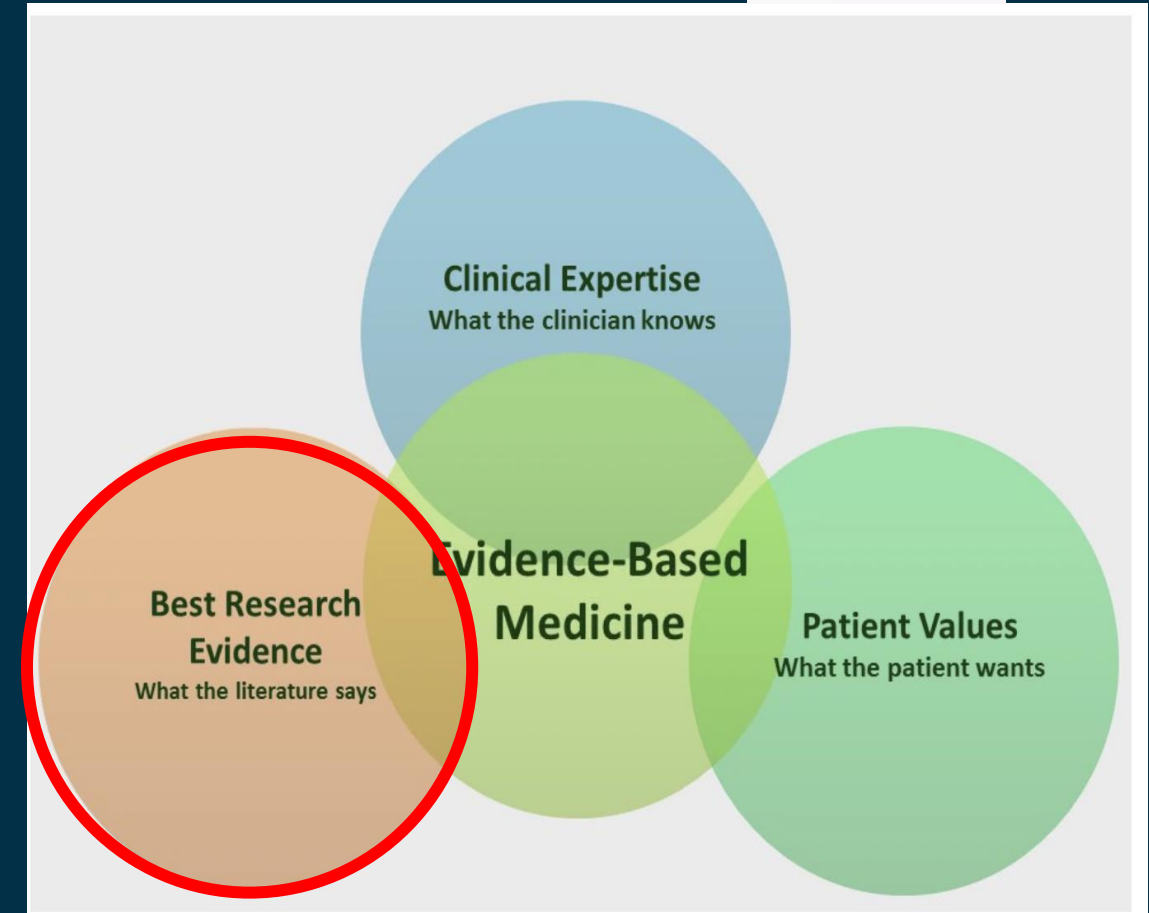 Clinical Expertise
What the clinician knows
Evidence-Based
Medicine
Best Research
Evidence
What the literature says
Patient Values
What the patient wants